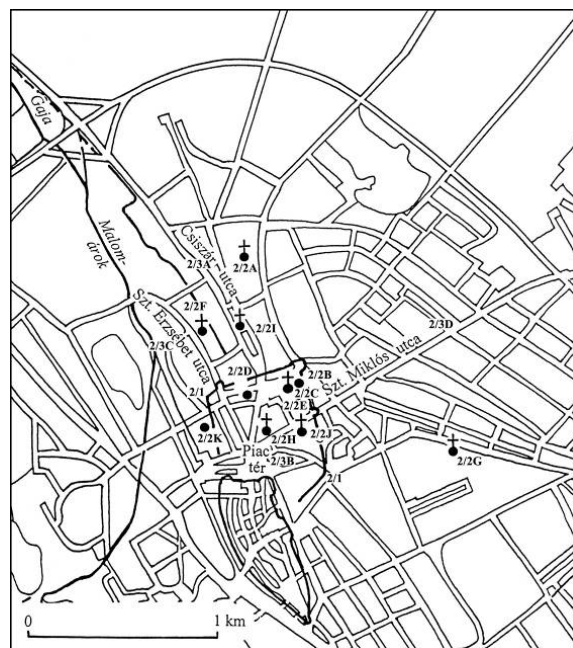 Gaja
Malom-
árok
Csiszár - utca
2/3A
2/2A
Szt. Erzsébet utca
2/2F
2/2I
2/3C
2/3D
2/2D
2/2B
2/1
2/2C
Szt. Miklós utca
2/2E
2/2K
2/2H
2/2J
Piac
tér
2/3B
2/2G
2/1
0
1 km